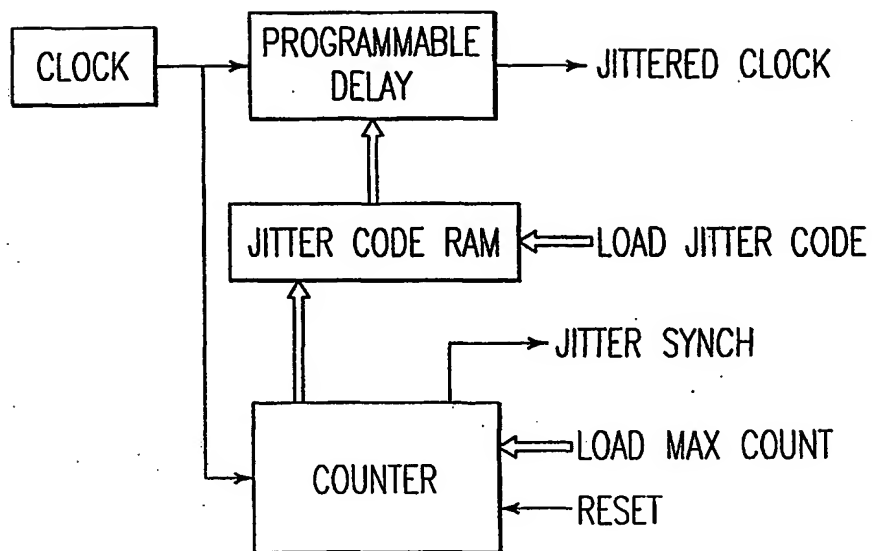 CLOCK
PROGRAMMABLE
DELAY
JITTERED CLOCK
JITTER CODE RAM
LOAD JITTER CODE
JITTER SYNCH
COUNTER
LOAD MAX COUNT
RESET